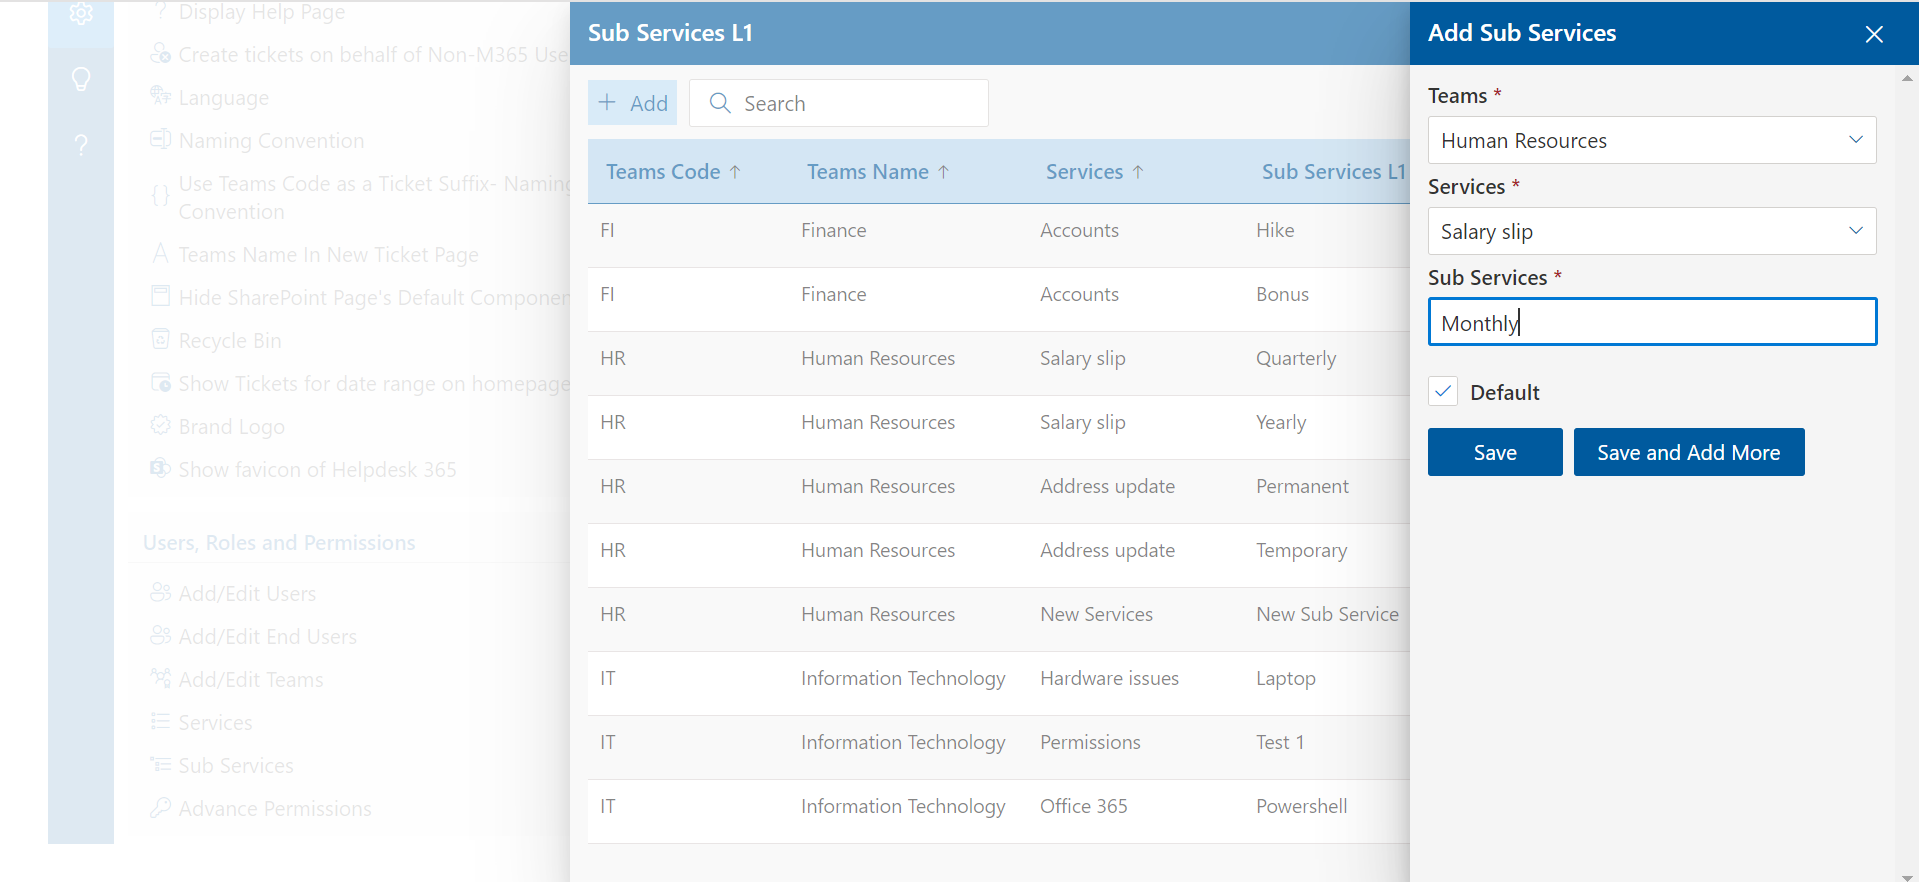 Display Help Page
Create tickets on behalf of Non-M365 Use
Language
Naming Convention
Use Teams Code as a Ticket Suffix- Naming
Convention
Teams Name In New Ticket Page
Hide SharePoint Page's Default Componen
Recycle Bin
Show Tickets for date range on homepage
Brand Logo
Show favicon of Helpdesk 365
Users, Roles and Permissions
Add/Edit Users
Add/Edit End Users
Add/Edit Teams
Services
Sub Services
Advance Permissions
Sub Services L1
+ Add
Search
Teams Code ↑ Teams Name ↑ Services ↑ Sub Services L1
FI Finance Accounts Hike
FI Finance Accounts Bonus
HR Human Resources Salary slip Quarterly
HR Human Resources Salary slip Yearly
HR Human Resources Address update Permanent
HR Human Resources Address update Temporary
HR Human Resources New Services New Sub Service
IT Information Technology Hardware issues Laptop
IT Information Technology Permissions Test 1
IT Information Technology Office 365 Powershell
Add Sub Services
Teams *
Human Resources
Services *
Salary slip
Sub Services *
Monthly
Default
Save
Save and Add More